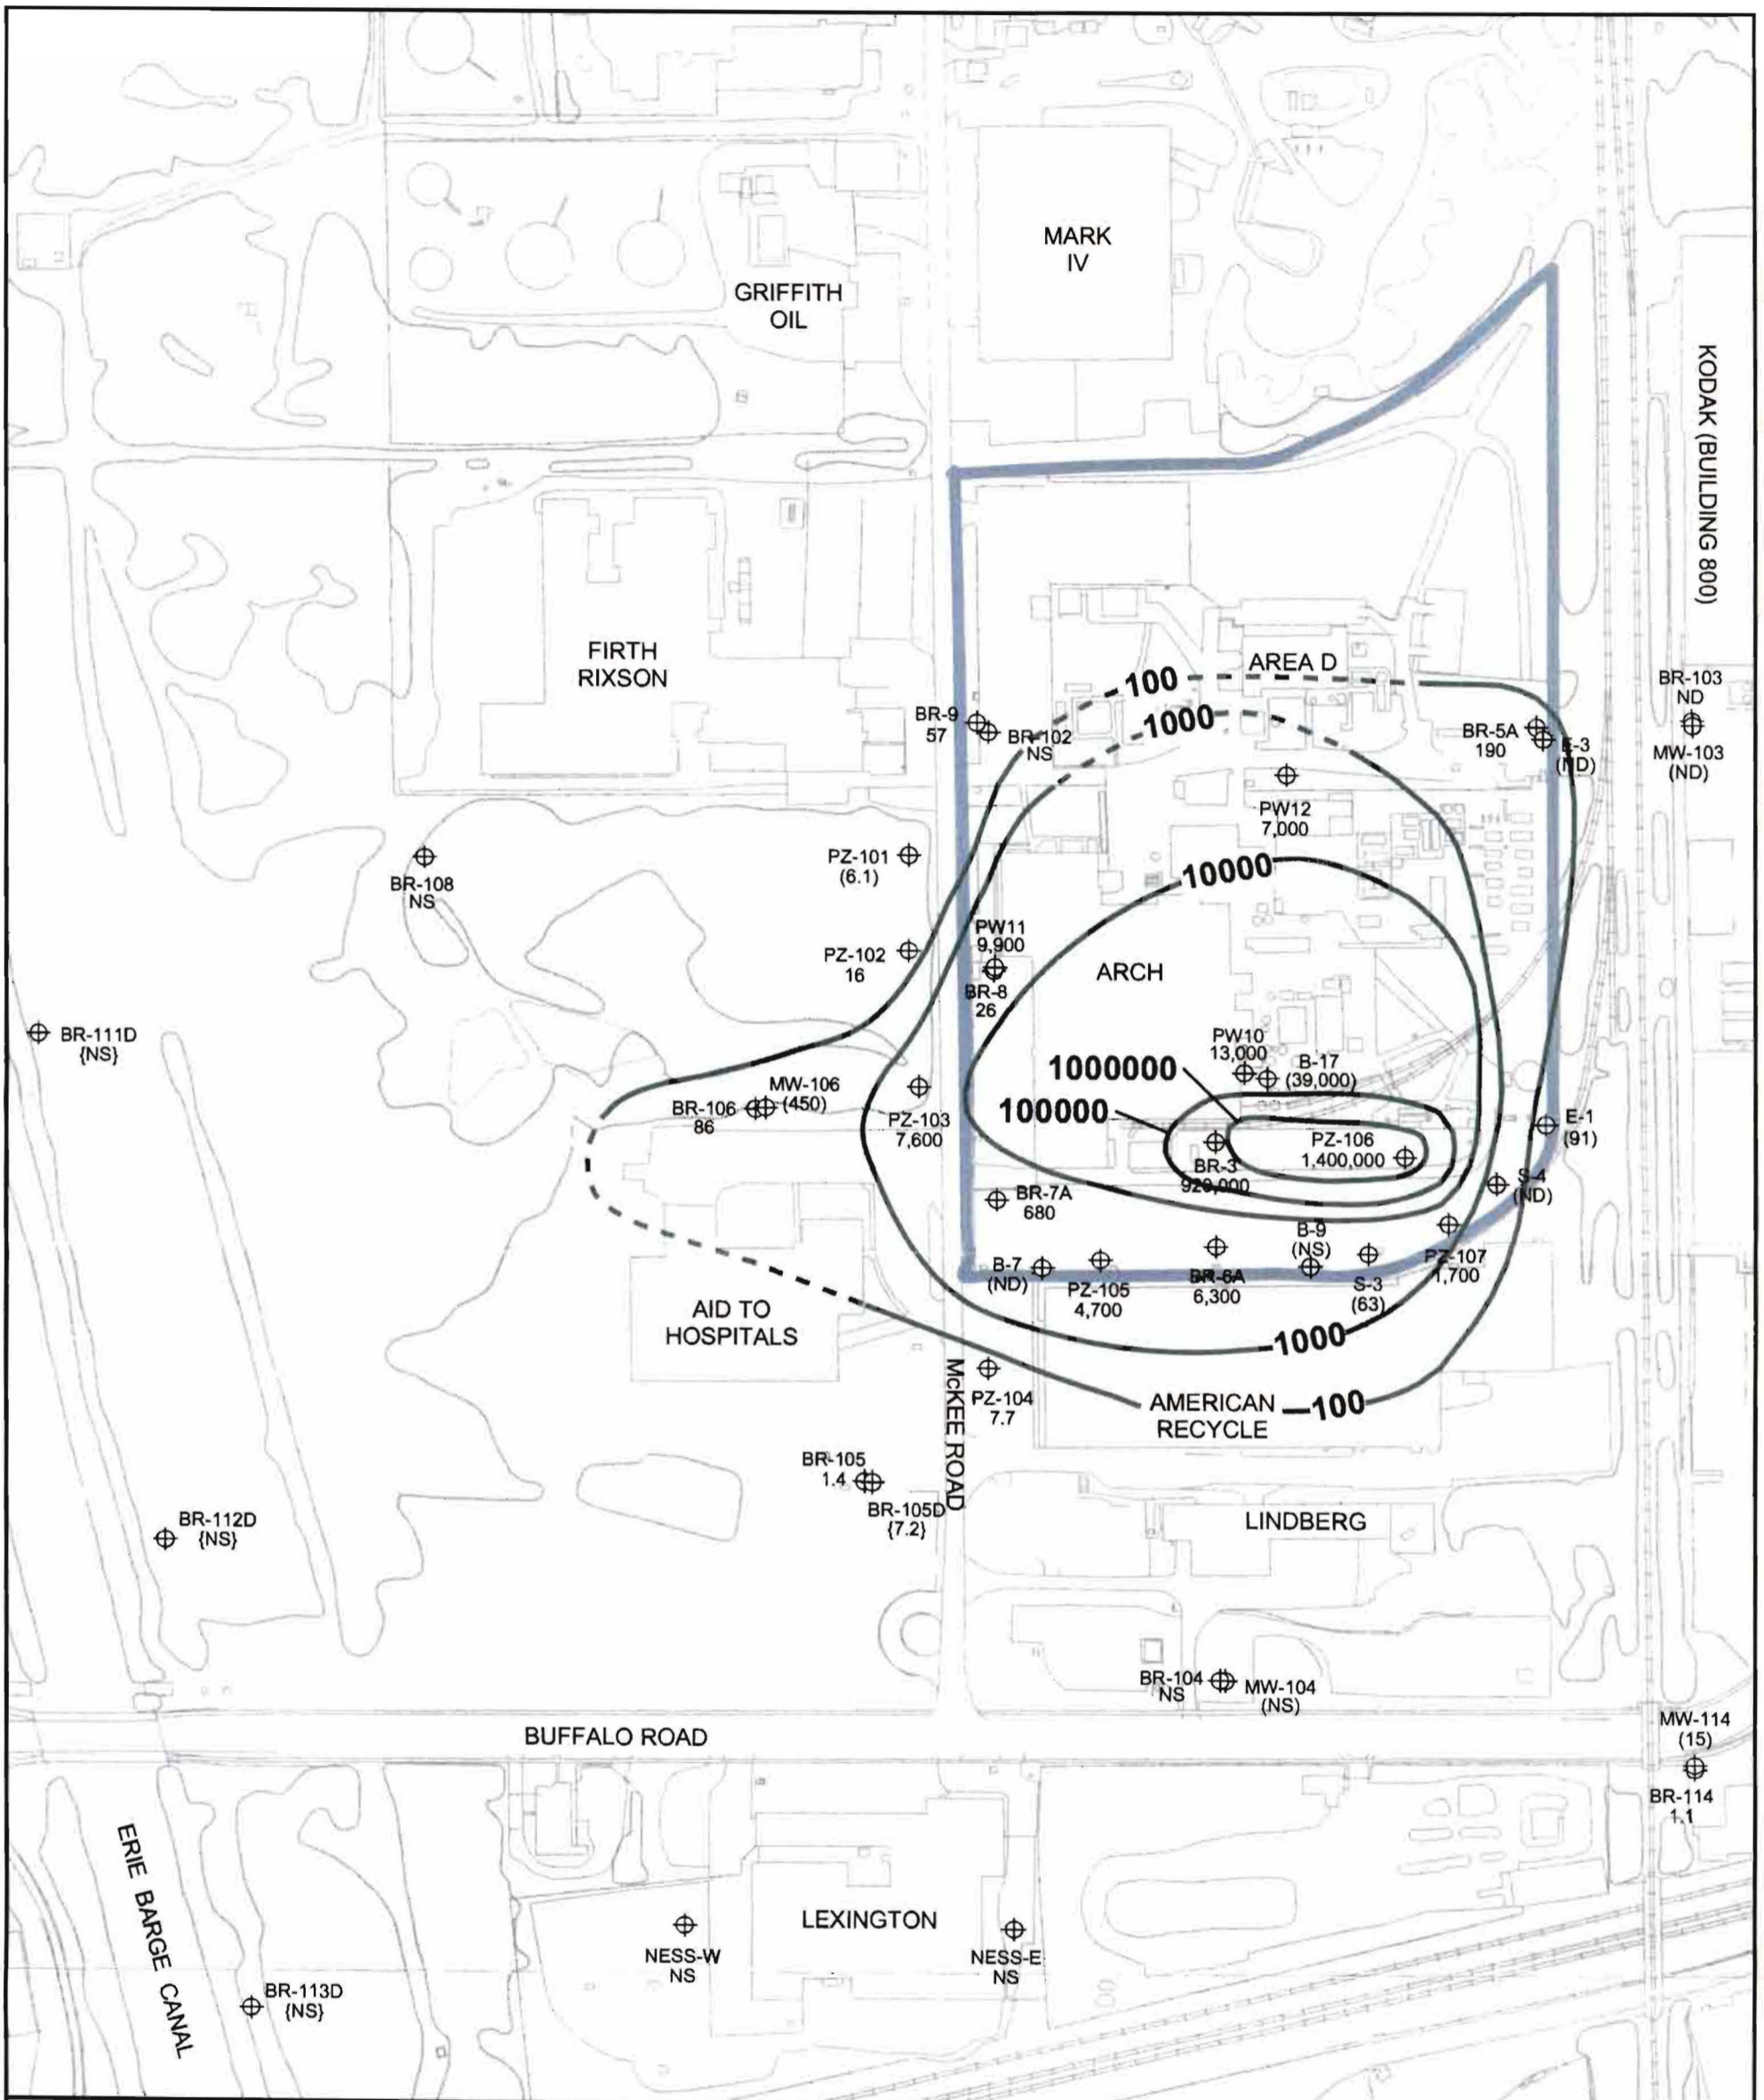 MARK
IV
GRIFFITH
OIL
KODAK (BUILDING 800)
FIRTH
RIXSON
AREA D
100
1000
BR-103
ND
MW-103
(ND)
BR-9
57
BR-102
NS
BR-5A
190
E-3
(ND)
PW12
7,000
PZ-101
(6.1)
BR-108
NS
10000
PW11
9,900
PZ-102
16
ARCH
BR-8
26
BR-111D
{NS}
PW10
13,000
B-17
(39,000)
1000000
100000
MW-106
(450)
BR-106
86
PZ-103
7,600
PZ-106
1,400,000
E-1
(91)
BR-3
920,000
S-4
(ND)
BR-7A
680
B-9
(NS)
B-7
(ND)
PZ-105
4,700
BR-6A
6,300
S-3
(63)
PZ-107
1,700
AID TO
HOSPITALS
1000
McKEE ROAD
PZ-104
7.7
AMERICAN
RECYCLE
100
BR-105
1.4
BR-105D
{7.2}
BR-112D
{NS}
LINDBERG
BR-104
NS
MW-104
(NS)
BUFFALO ROAD
MW-114
(15)
BR-114
1.1
ERIE BARGE CANAL
LEXINGTON
NESS-W
NS
NESS-E
NS
BR-113D
{NS}